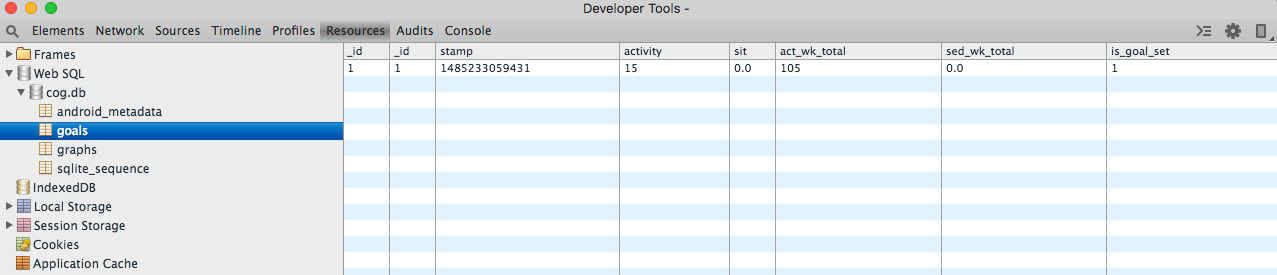 Developer Tools -
Elements Network Sources Timeline Profiles Resources Audits Console
Frames
Web SQL
cog.db
android_metadata
goals
graphs
sqlite_sequence
IndexedDB
Local Storage
Session Storage
Cookies
Application Cache
_id _id stamp activity sit act_wk_total sed_wk_total is_goal_set
1 1 1485233059431 15 0.0 105 0.0 1